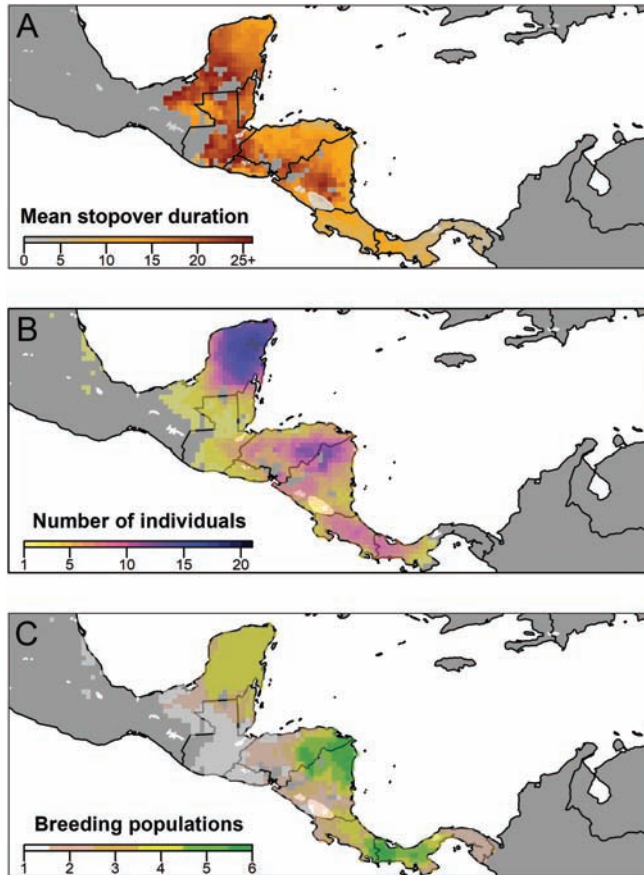 A
Mean stopover duration
0 5 10 15 20 25+
B
Number of individuals
1 5 10 15 20
C
Breeding populations
1 2 3 4 5 6